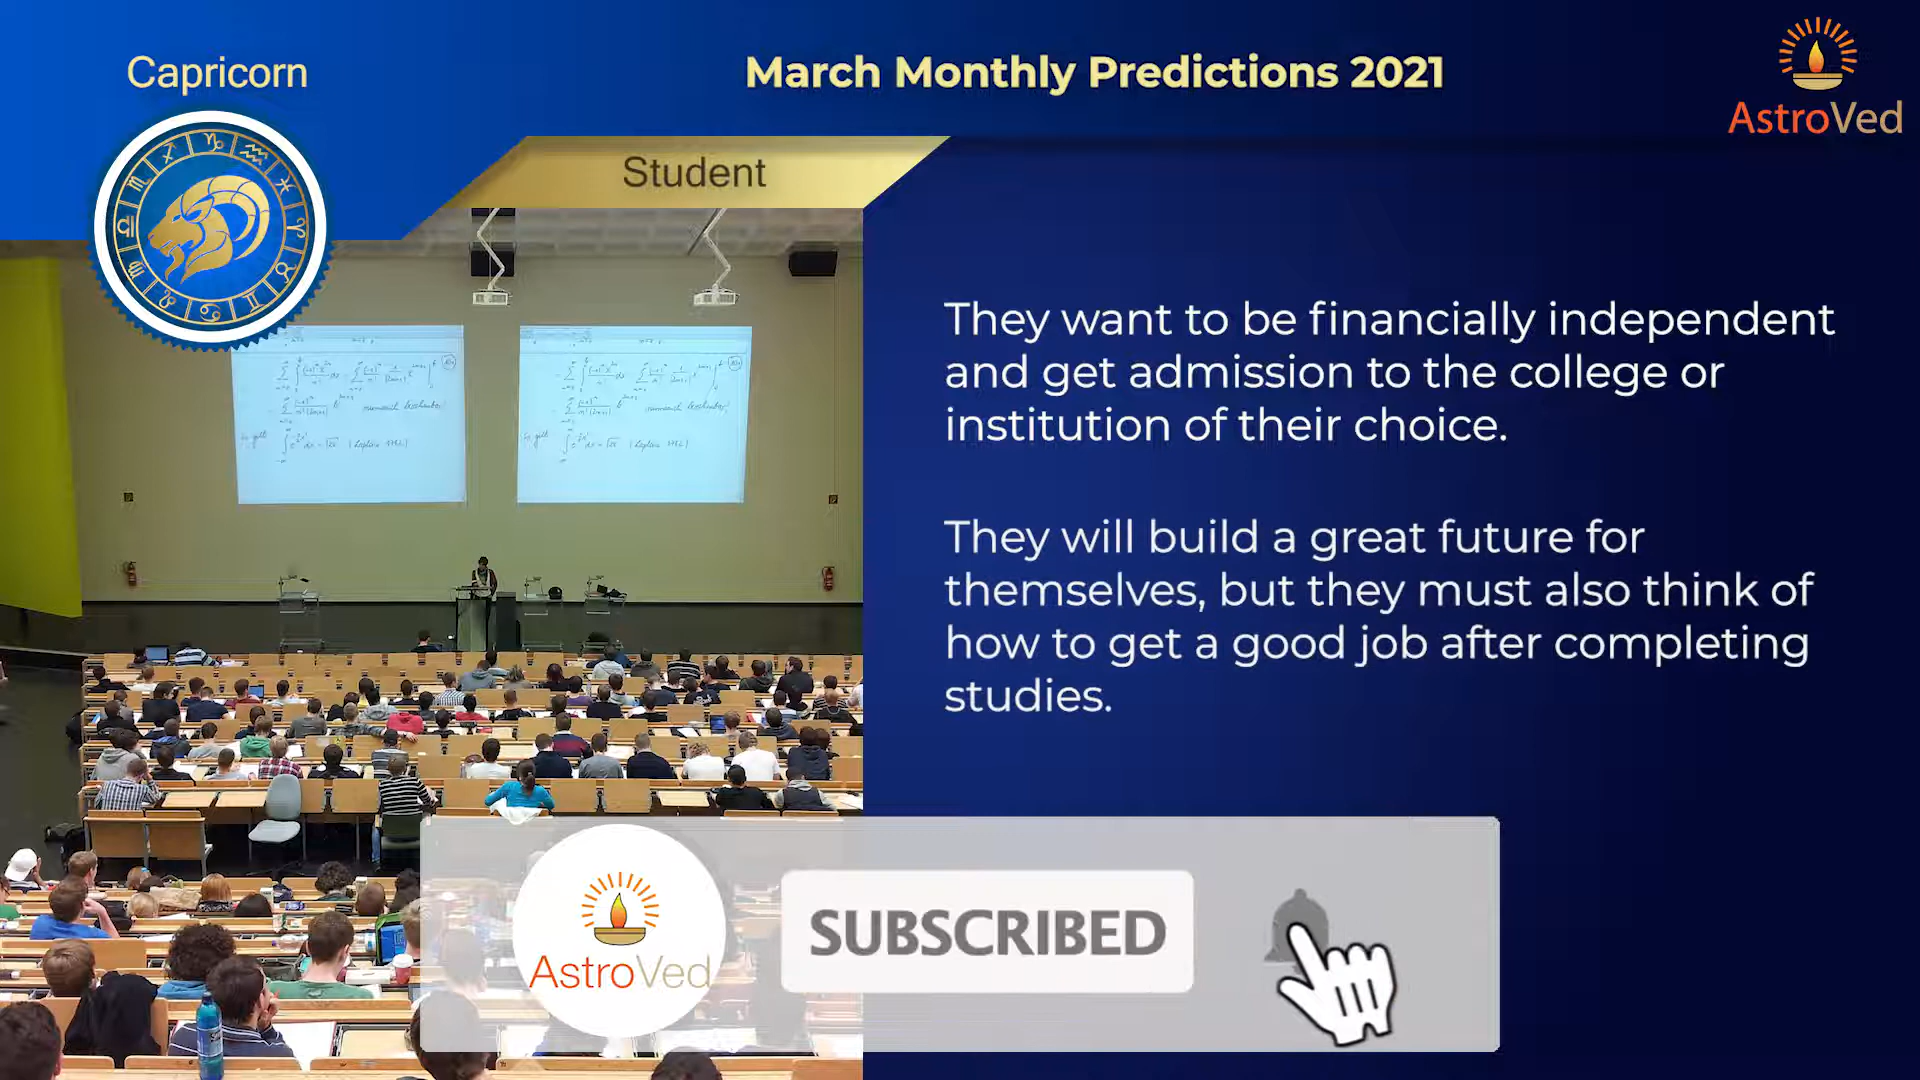 Capricorn
March Monthly Predictions 2021
AstroVed
Student
They want to be financially independent
and get admission to the college or
institution of their choice.
They will build a great future for
themselves, but they must also think of
how to get a good job after completing
studies.
AstroVed
SUBSCRIBED